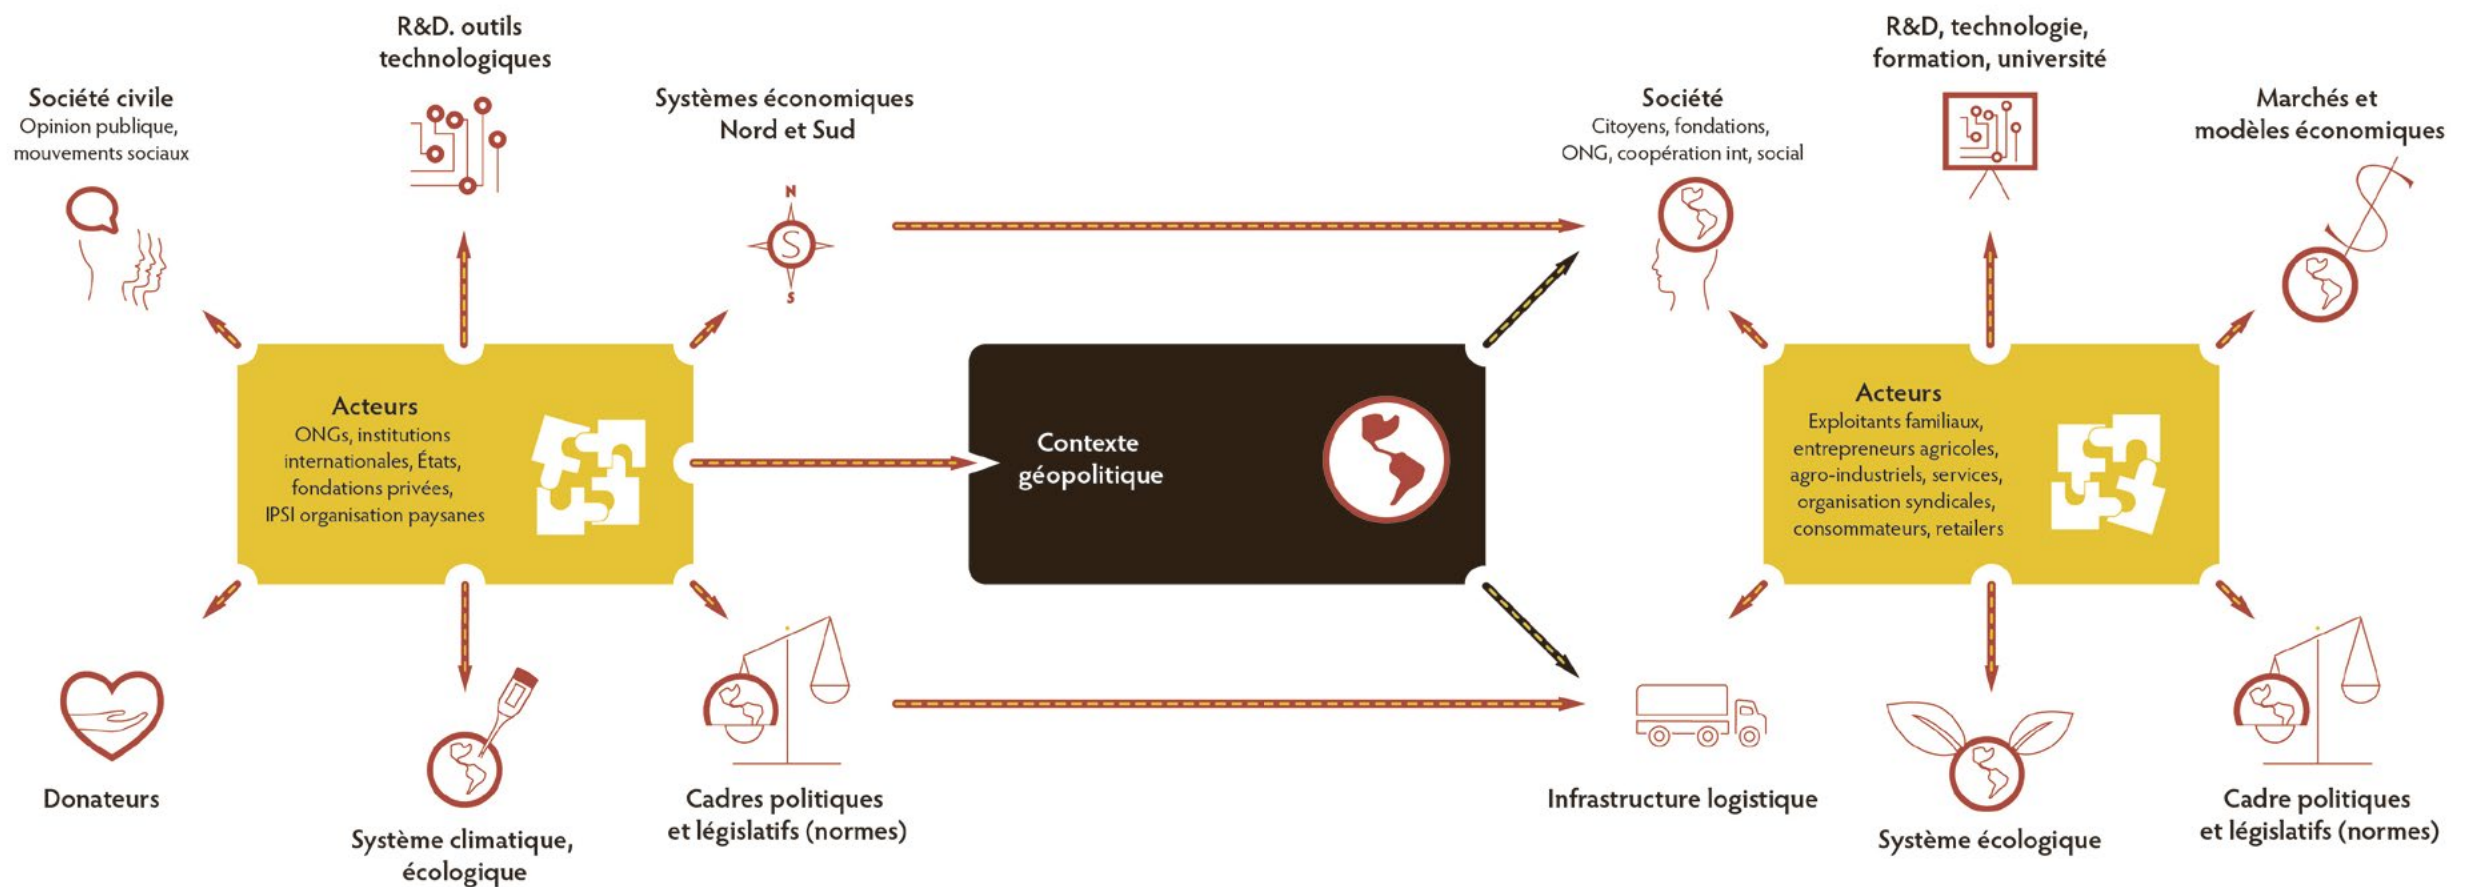 R&D. outils
technologiques
Société civile
Opinion publique,
mouvements sociaux
Systèmes économiques
Nord et Sud
N
S
S
R&D, technologie,
formation, université
Société
Citoyens, fondations,
ONG, coopération int, social
Marchés et
modèles économiques
Acteurs
ONGs, institutions
internationales, États,
fondations privées,
IPSI organisation paysanes
Contexte
géopolitique
Acteurs
Exploitants familiaux,
entrepreneurs agricoles,
agro-industriels, services,
organisation syndicales,
consommateurs, retailers
Donateurs
Système climatique,
écologique
Cadres politiques
et législatifs (normes)
Infrastructure logistique
Système écologique
Cadre politiques
et législatifs (normes)